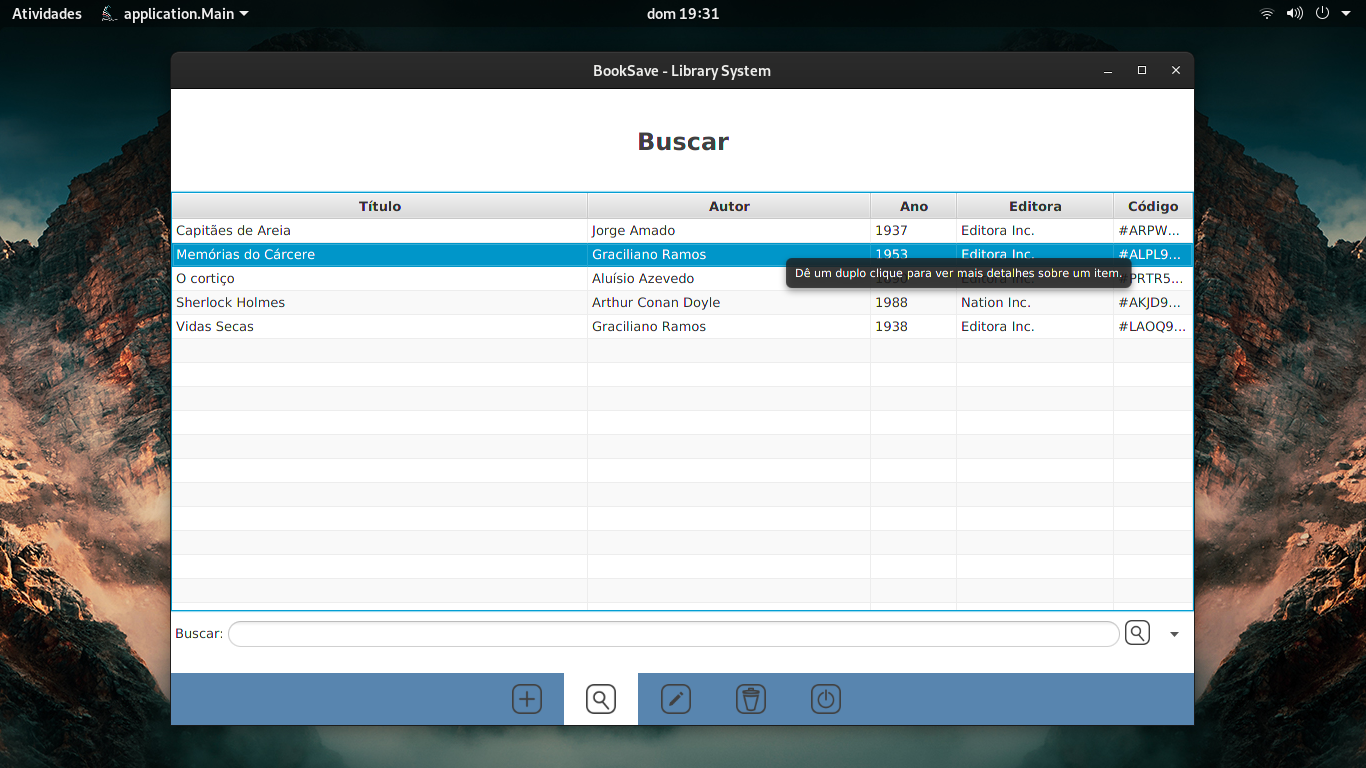 Atividades application.Main dom 19:31
BookSave - Library System
Buscar
Título Autor Ano Editora Código
Capitães de Areia Jorge Amado 1937 Editora Inc. #ARPW...
Memórias do Cárcere Graciliano Ramos 1953 Editora Inc. #ALPL9...
Dê um duplo clique para ver mais detalhes sobre um item.
O cortiço Aluísio Azevedo PRTR5...
Sherlock Holmes Arthur Conan Doyle 1988 Nation Inc. #AKJD9...
Vidas Secas Graciliano Ramos 1938 Editora Inc. #LAOQ9...
Buscar: